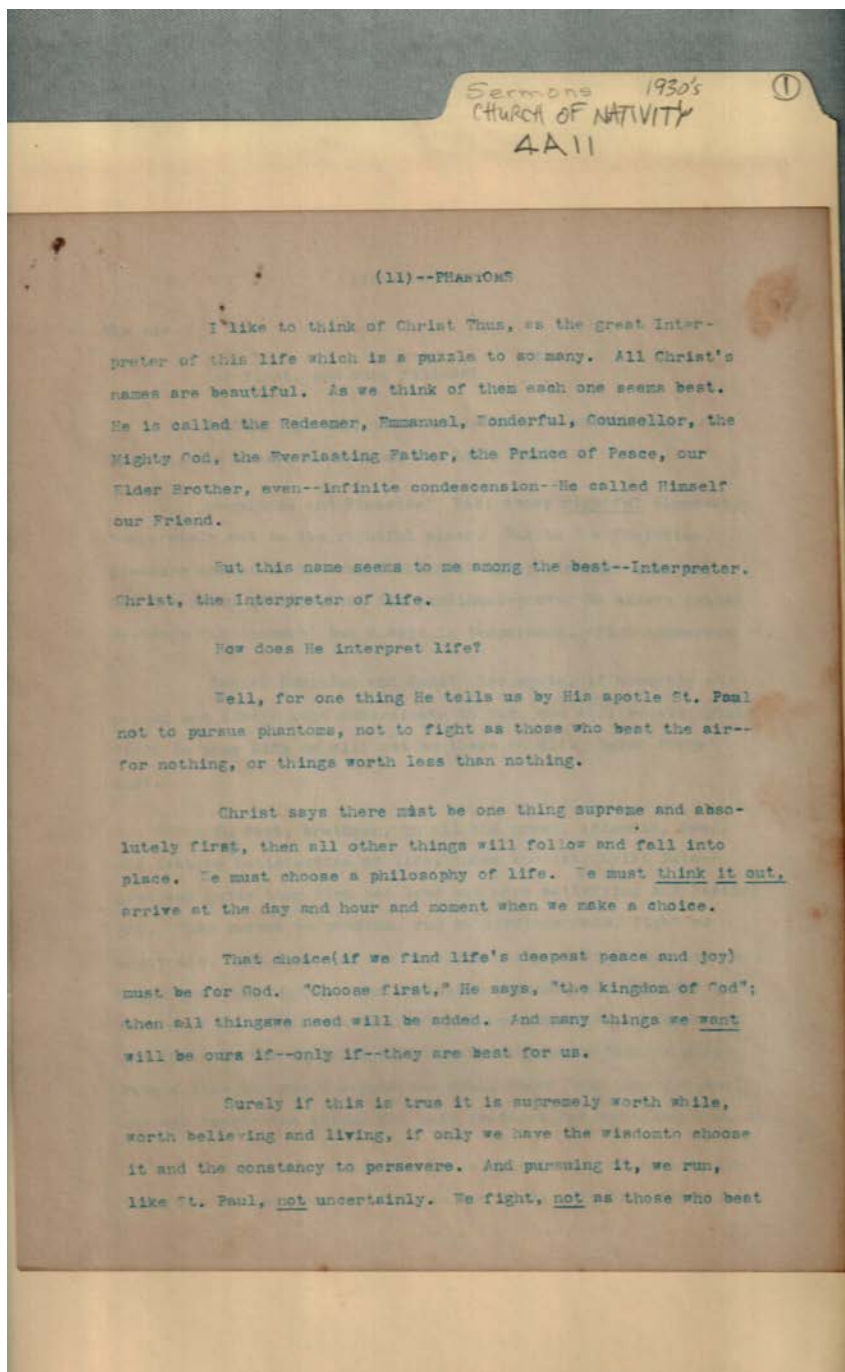 Sermons 1930's ①
CHURCH OF NATIVITY
4A11
(11)--PHANTOMS
I like to think of Christ Thus, as the great Inter-
preter of this life which is a puzzle to so many. All Christ's
names are beautiful. As we think of them each one seems best.
He is called the Redeemer, Emmanuel, Wonderful, Counsellor, the
Mighty God, the Everlasting Father, the Prince of Peace, our
Elder Brother, even--infinite condescension--He called Himself
our Friend.
But this name seems to me among the best--Interpreter.
Christ, the Interpreter of life.
How does He interpret life?
Well, for one thing He tells us by His apotle St. Paul
not to pursue phantoms, not to fight as those who beat the air--
for nothing, or things worth less than nothing.
Christ says there must be one thing supreme and abso-
lutely first, then all other things will follow and fall into
place. We must choose a philosophy of life. We must think it out,
arrive at the day and hour and moment when we make a choice.
That choice(if we find life's deepest peace and joy)
must be for God. "Choose first," He says, "the kingdom of God";
then all thingswe need will be added. And many things we want
will be ours if--only if--they are best for us.
Surely if this is true it is supremely worth while,
worth believing and living, if only we have the wisdomto choose
it and the constancy to persevere. And pursuing it, we run,
like St. Paul, not uncertainly. We fight, not as those who beat